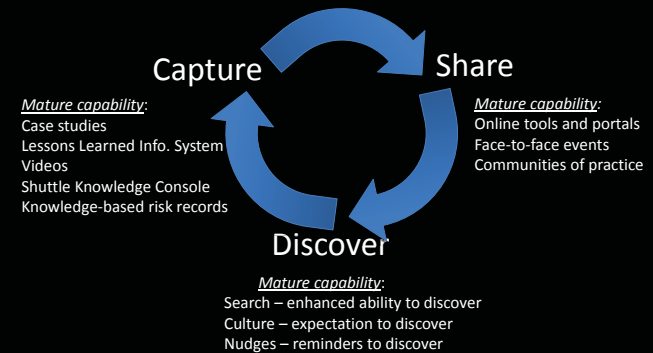 Capture
Mature capability:
Case studies
Lessons Learned Info. System
Videos
Shuttle Knowledge Console
Knowledge-based risk records
Share
Mature capability:
Online tools and portals
Face-to-face events
Communities of practice
Discover
Mature capability:
Search – enhanced ability to discover
Culture – expectation to discover
Nudges – reminders to discover